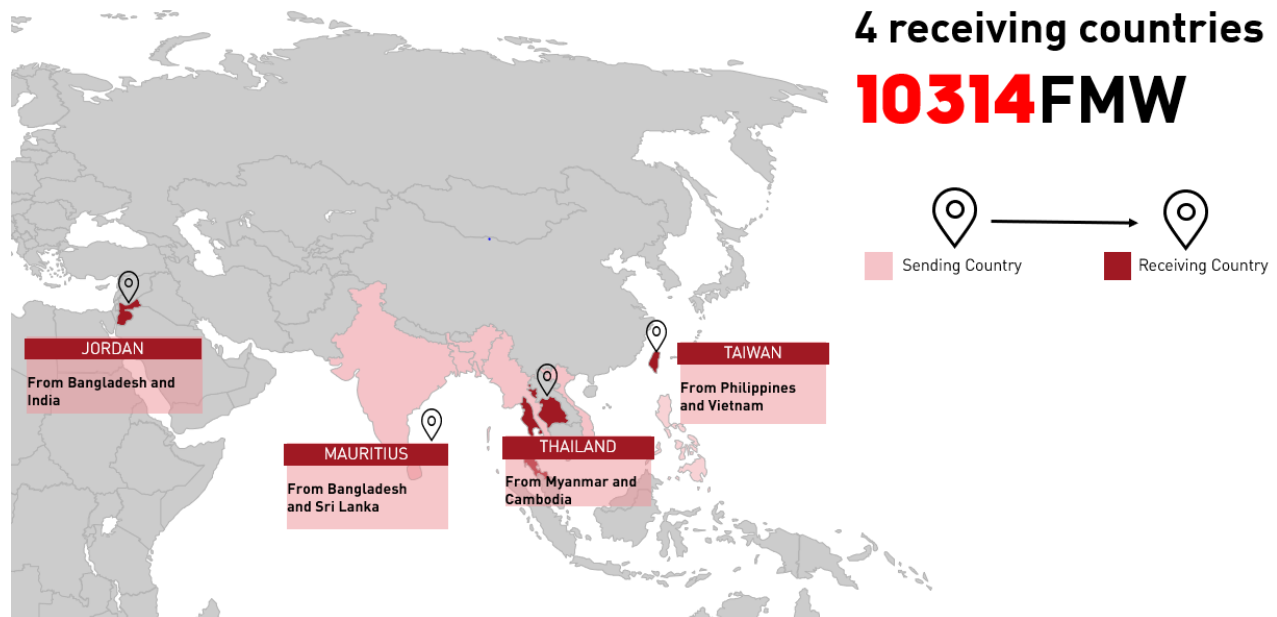 4 receiving countries
10314FMW
Sending Country
Receiving Country
JORDAN
From Bangladesh and
India
MAURITIUS
From Bangladesh
and Sri Lanka
THAILAND
From Myanmar and
Cambodia
TAIWAN
From Philippines
and Vietnam